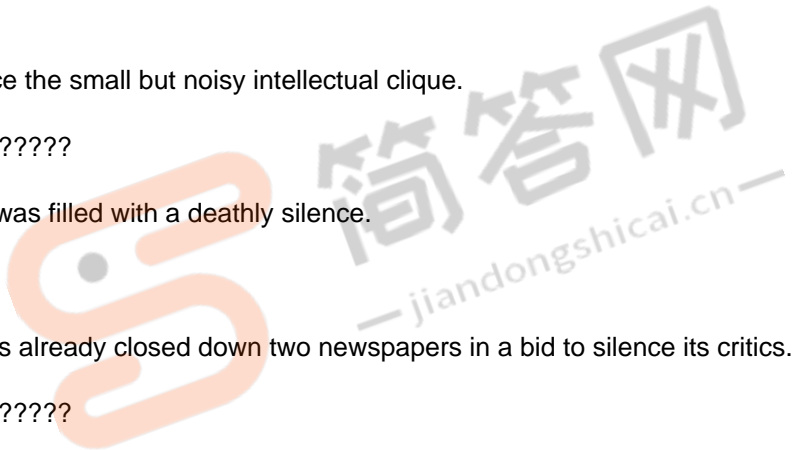 ce the small but noisy intellectual clique.
??????
was filled with a deathly silence.
s already closed down two newspapers in a bid to silence its critics.
??????
简答网
jiandongshicai.cn